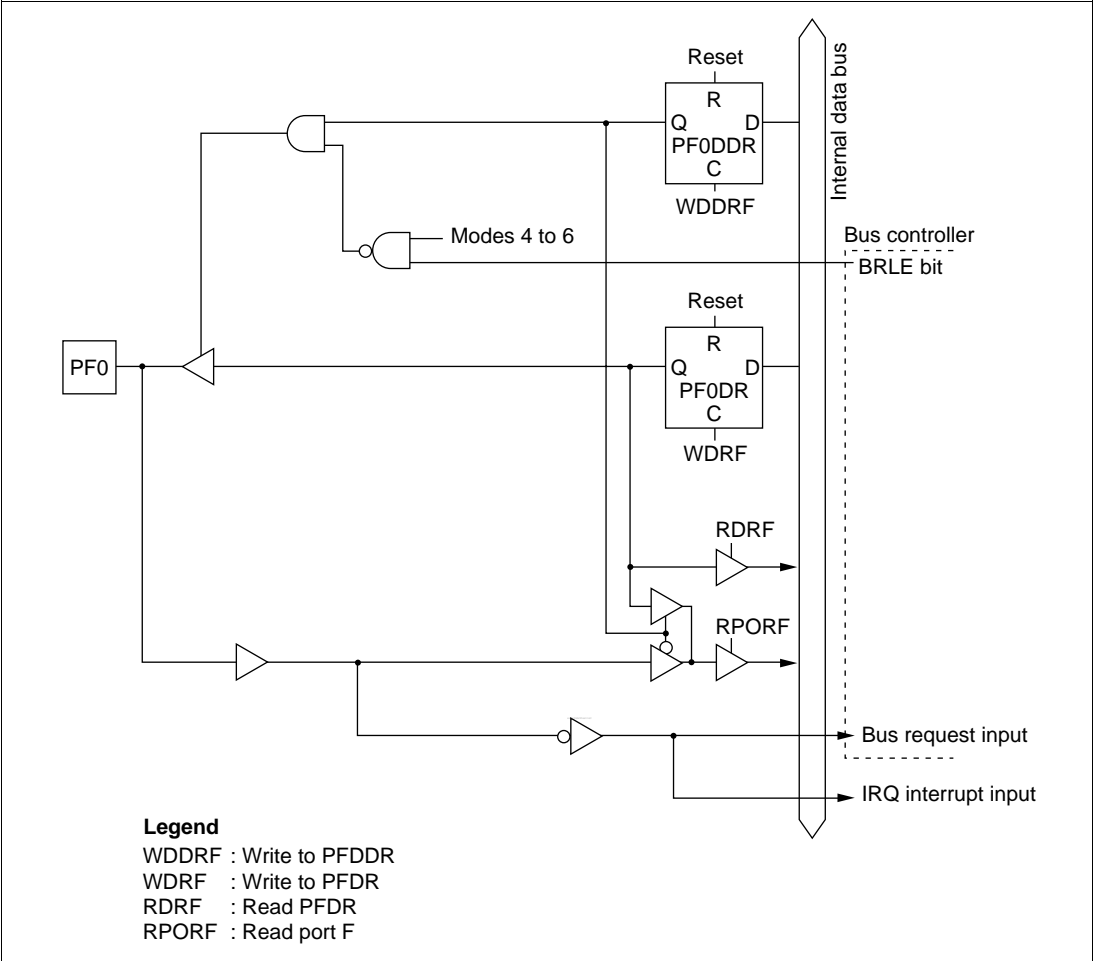 Reset
R
Q D
PF0DDR
C
WDDRF
Internal data bus
Modes 4 to 6
Bus controller
BRLE bit
Reset
R
PF0
Q D
PF0DR
C
WDRF
RDRF
RPORF
Bus request input
IRQ interrupt input
Legend
WDDRF : Write to PFDDR
WDRF : Write to PFDR
RDRF : Read PFDR
RPORF : Read port F